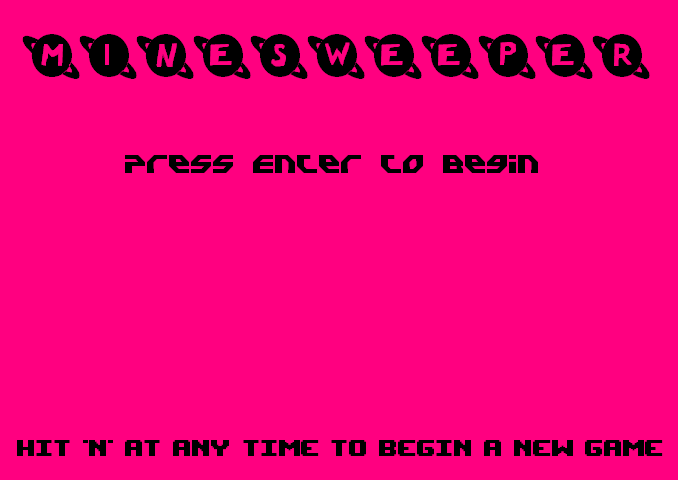 MINESWEEPER
Press Enter to Begin
HIT 'N' AT ANY TIME TO BEGIN A NEW GAME